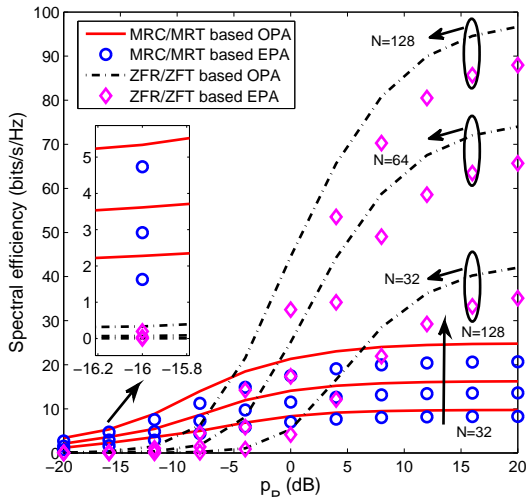 100
90
80
70
60
50
40
30
20
10
0
Spectral efficiency (bits/s/Hz)
MRC/MRT based OPA
MRC/MRT based EPA
ZFR/ZFT based OPA
ZFR/ZFT based EPA
N=128
N=64
N=32
N=128
N=32
5
4
3
2
1
0
−16.2 −16 −15.8
−20 −15 −10 −5 0 5 10 15 20
p_R (dB)